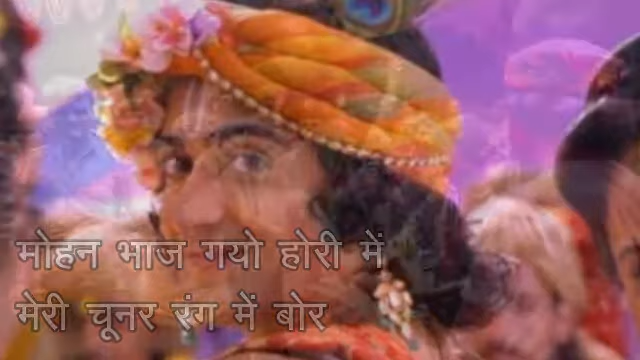 मोहन भाज गयो होरी में
मेरी चूनर रंग में बोर